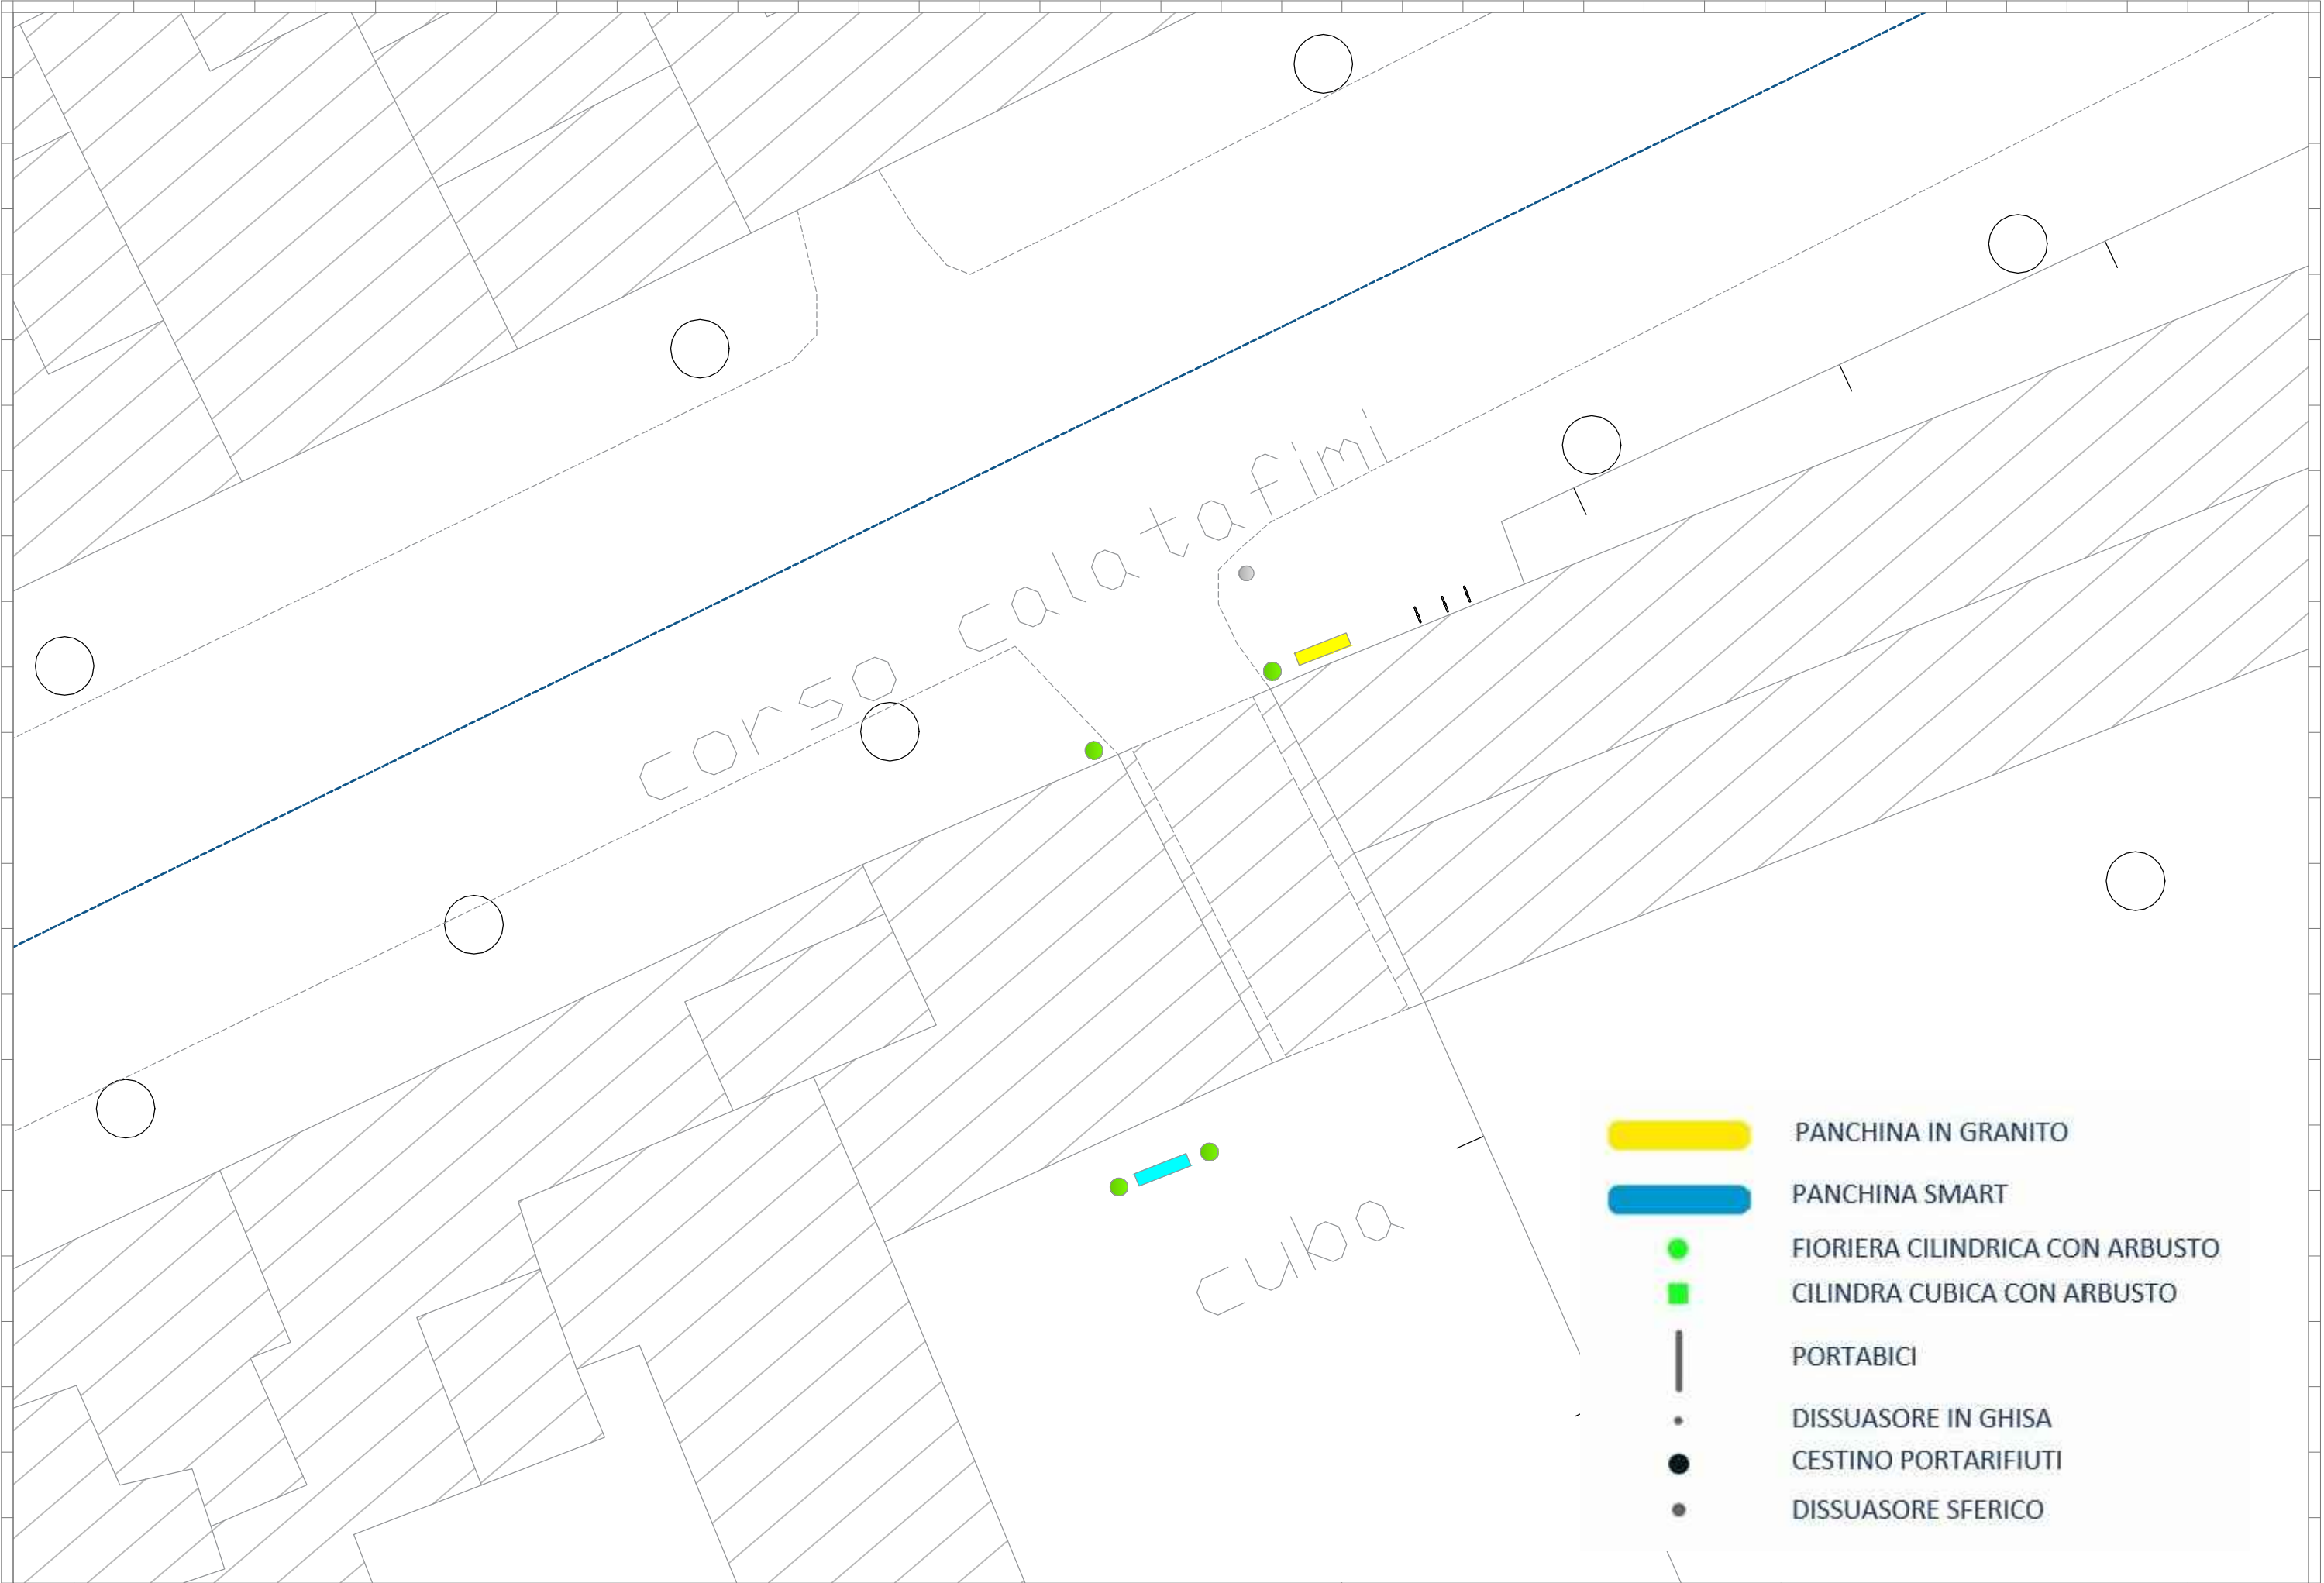 Corso Calatafimi
Cuba
PANCHINA IN GRANITO
PANCHINA SMART
FIORIERA CILINDRICA CON ARBUSTO
CILINDRA CUBICA CON ARBUSTO
PORTABICI
DISSUASORE IN GHISA
CESTINO PORTARIFIUTI
DISSUASORE SFERICO